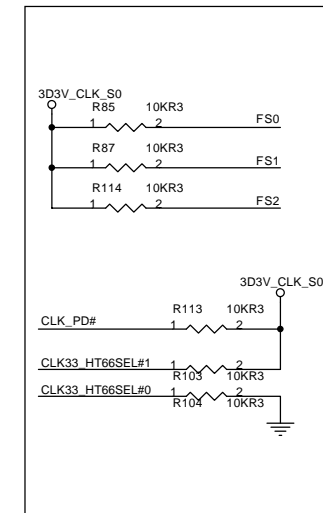 3D3V_CLK_S0
R85 10KR3
1 2 FS0
R87 10KR3
1 2 FS1
R114 10KR3
1 2 FS2
3D3V_CLK_S0
R113 10KR3
CLK_PD# 1 2
CLK33_HT66SEL#1 1 2
R103 10KR3
CLK33_HT66SEL#0 1 2
R104 10KR3